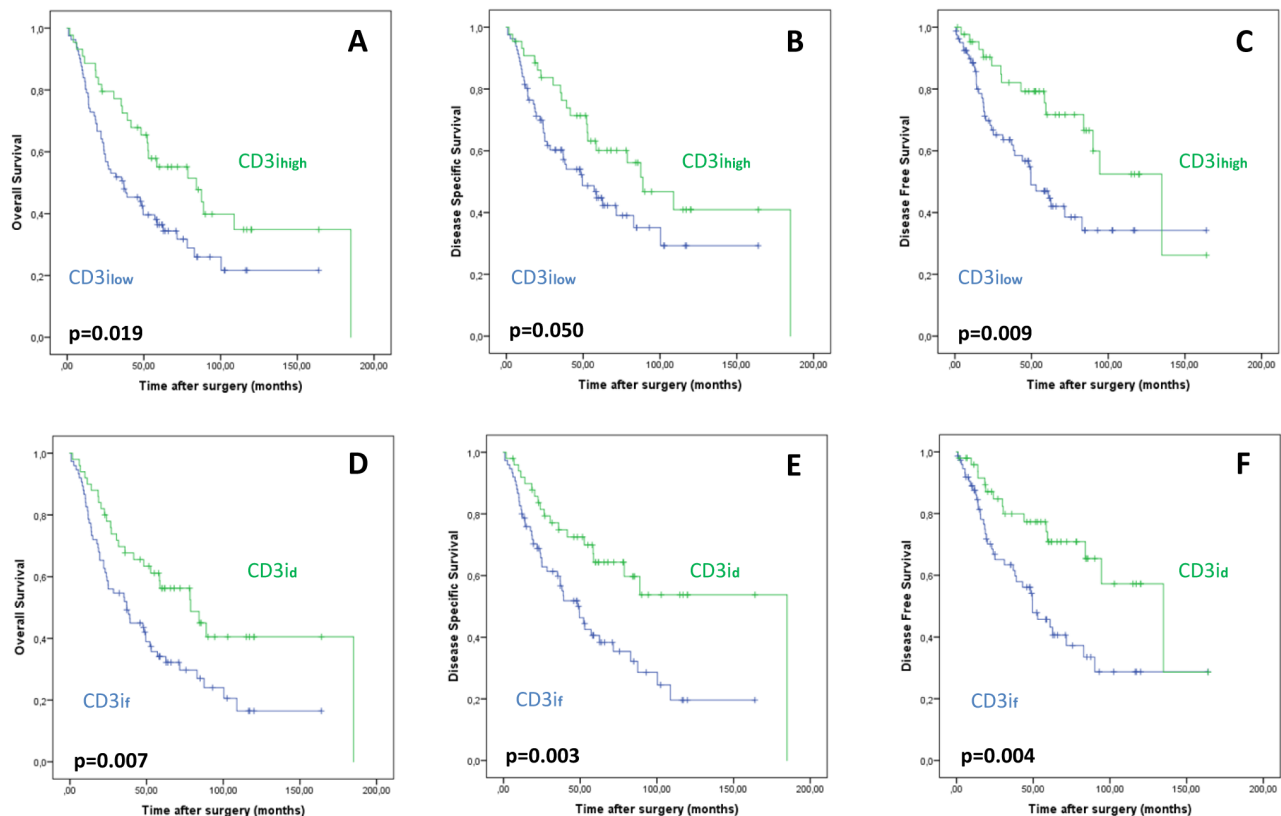 A
Overall Survival
1,0
0,8
0,6
0,4
0,2
0,0
CD3ihigh
CD3ilow
p=0.019
,00
50,00
100,00
150,00
200,00
Time after surgery (months)
B
Disease Specific Survival
1,0
0,8
0,6
0,4
0,2
0,0
CD3ihigh
CD3ilow
p=0.050
,00
50,00
100,00
150,00
200,00
Time after surgery (months)
C
Disease Free Survival
1,0
0,8
0,6
0,4
0,2
0,0
CD3ihigh
CD3ilow
p=0.009
,00
50,00
100,00
150,00
200,00
Time after surgery (months)
D
Overall Survival
1,0
0,8
0,6
0,4
0,2
0,0
CD3id
CD3if
p=0.007
,00
50,00
100,00
150,00
200,00
Time after surgery (months)
E
Disease Specific Survival
1,0
0,8
0,6
0,4
0,2
0,0
CD3id
CD3if
p=0.003
,00
50,00
100,00
150,00
200,00
Time after surgery (months)
F
Disease Free Survival
1,0
0,8
0,6
0,4
0,2
0,0
CD3id
CD3if
p=0.004
,00
50,00
100,00
150,00
200,00
Time after surgery (months)